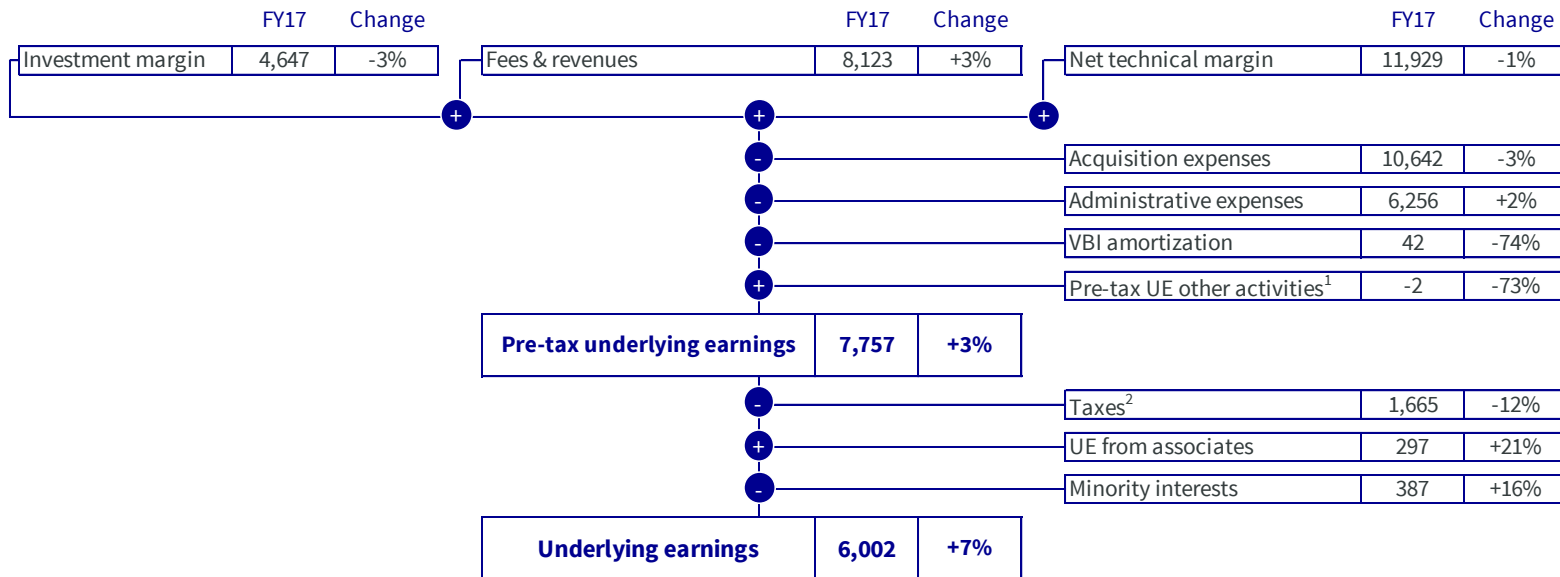 FY17 Change FY17 Change FY17 Change
Investment margin 4,647 -3% Fees & revenues 8,123 +3% Net technical margin 11,929 -1%
+ + +
- Acquisition expenses 10,642 -3%
- Administrative expenses 6,256 +2%
- VBI amortization 42 -74%
+ Pre-tax UE other activities1 -2 -73%
Pre-tax underlying earnings 7,757 +3%
- Taxes2 1,665 -12%
+ UE from associates 297 +21%
- Minority interests 387 +16%
Underlying earnings 6,002 +7%